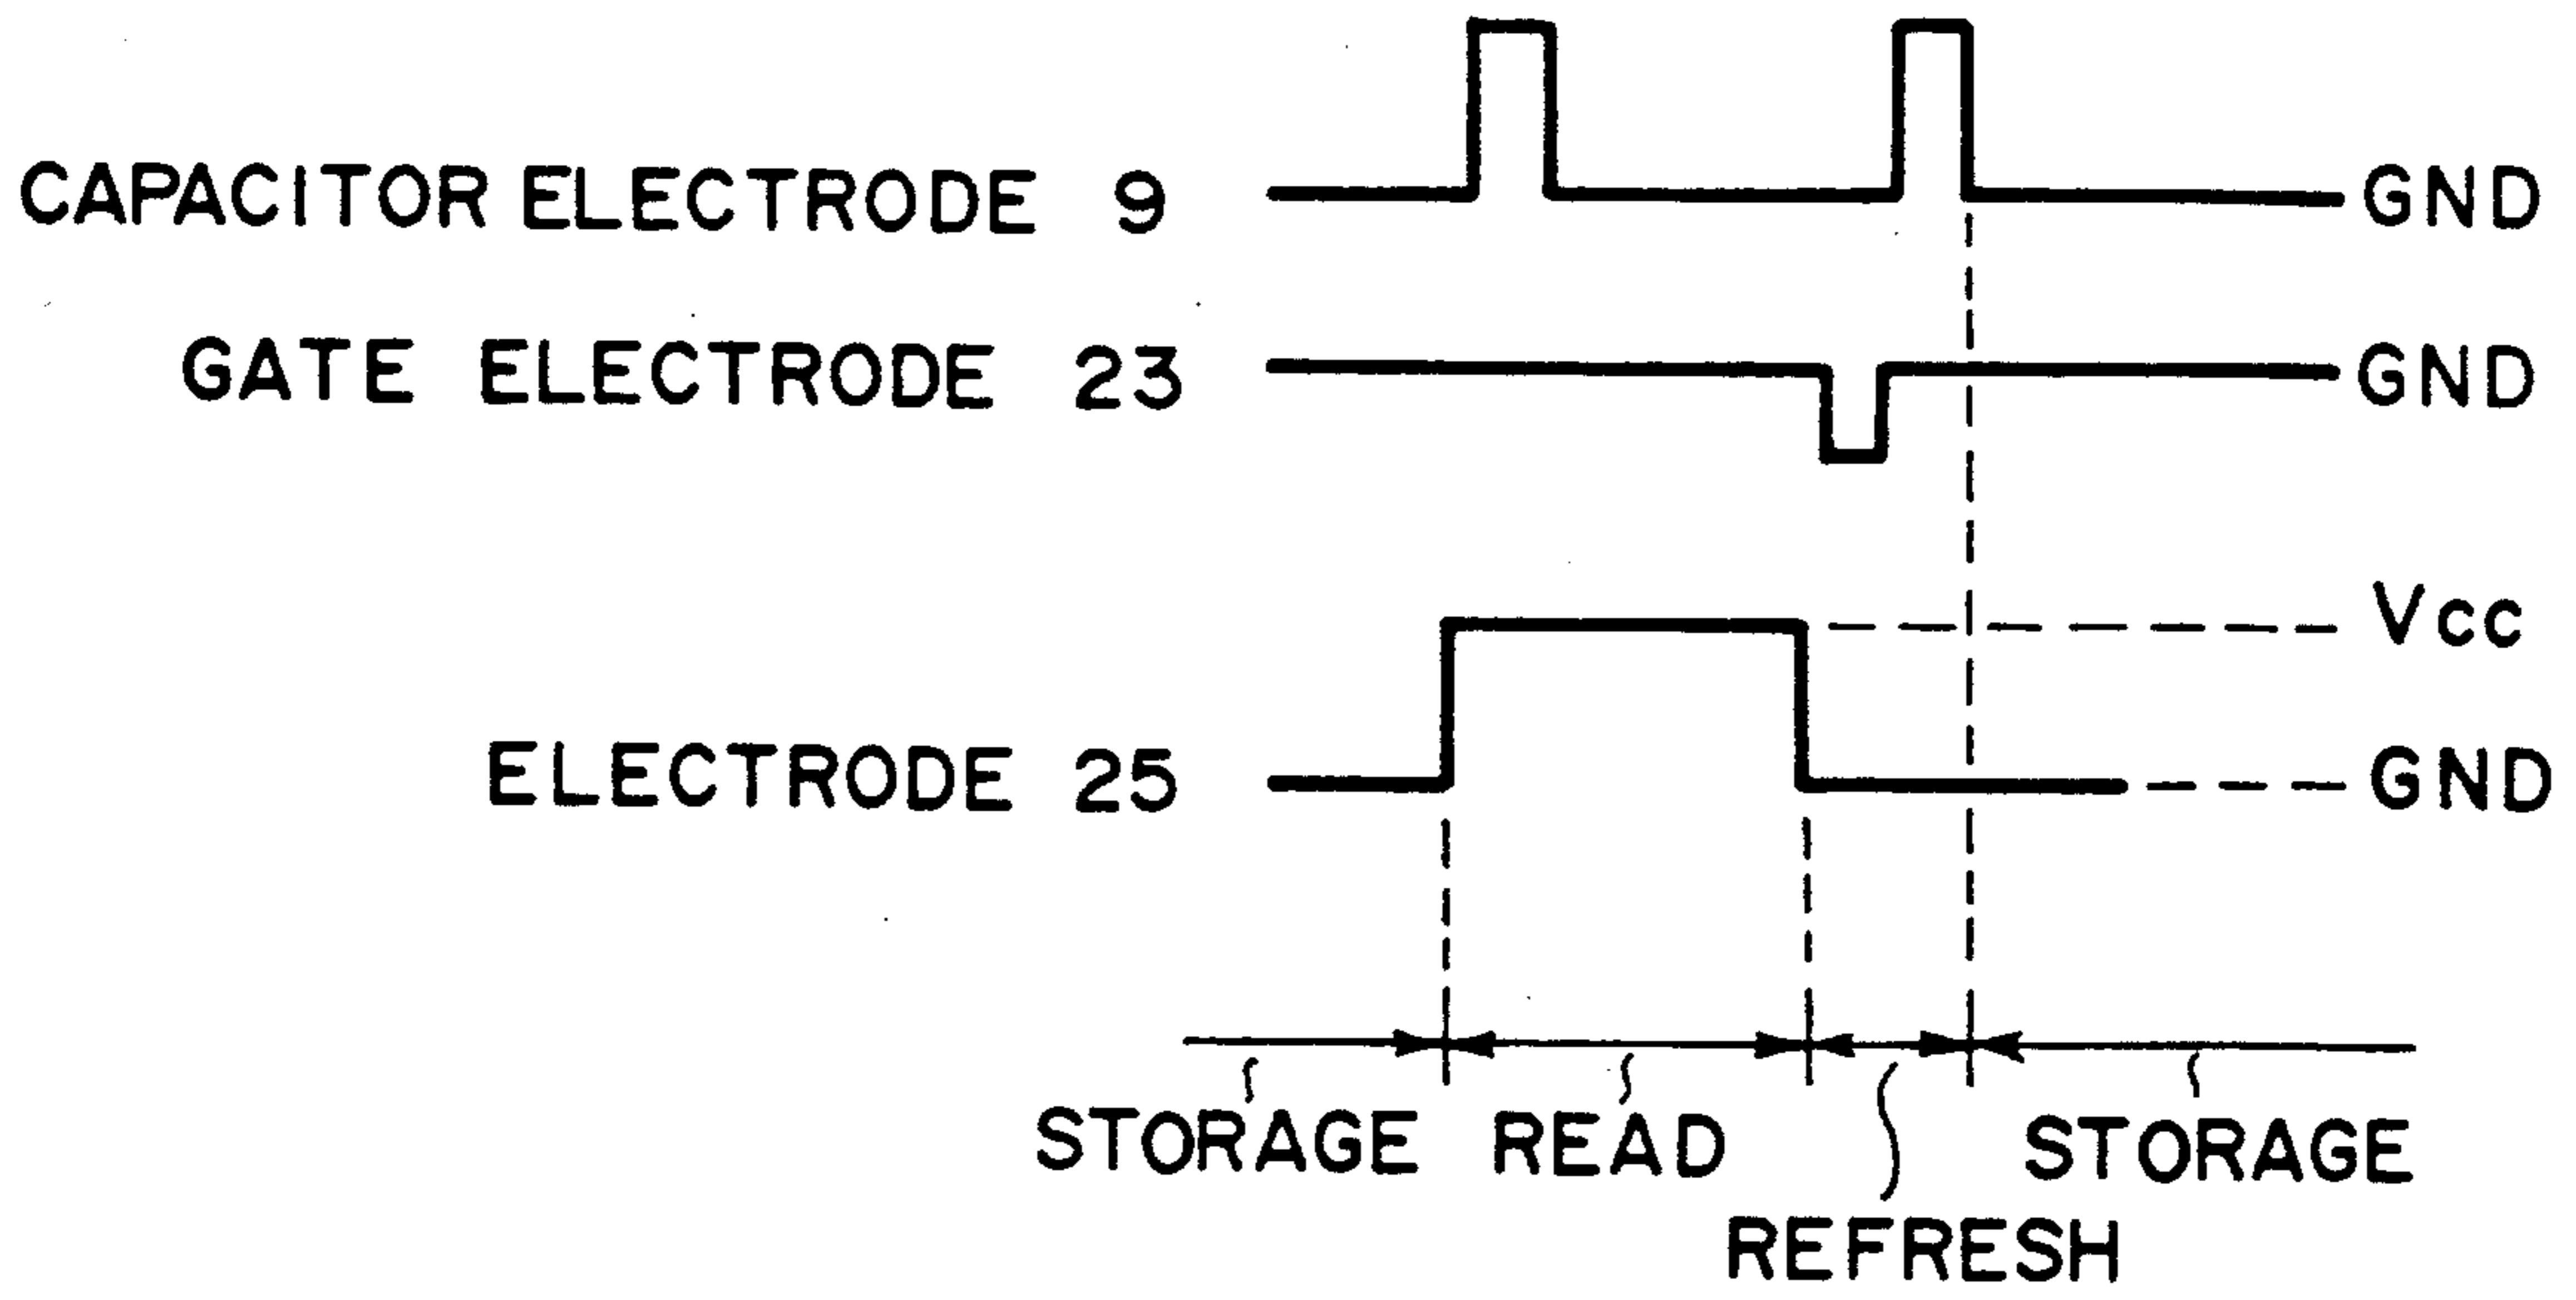 CAPACITOR ELECTRODE 9 GND
GATE ELECTRODE 23 GND
Vcc
ELECTRODE 25 GND
STORAGE READ STORAGE
REFRESH